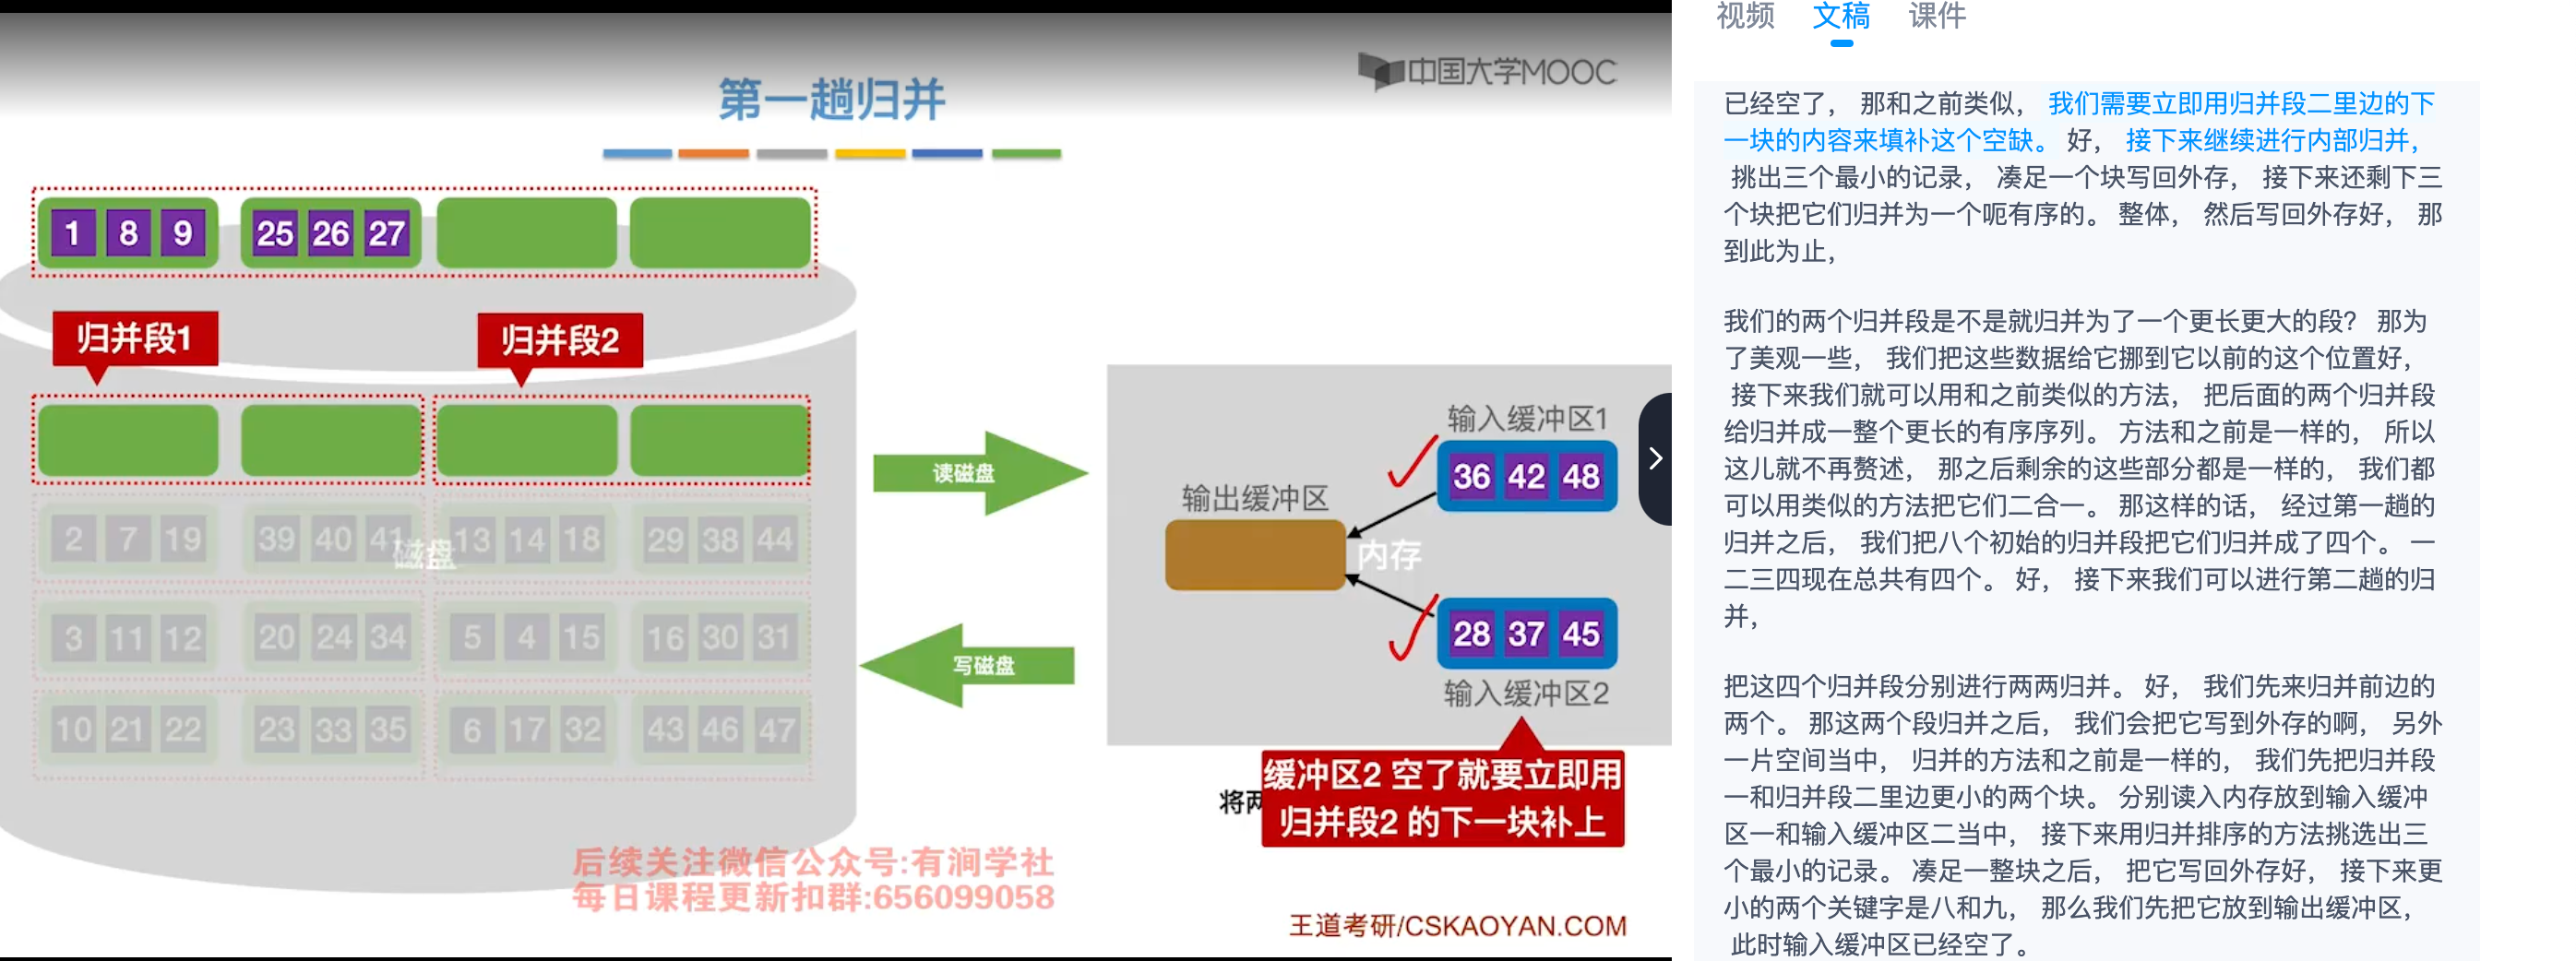 中国大学MOOC
第一趟归并
1 8 9 25 26 27
归并段1
归并段2
2 7 19 39 40 41 13 14 18 29 38 44
磁盘
3 11 12 20 24 34 5 4 15 16 30 31
10 21 22 23 33 35 6 17 32 43 46 47
读磁盘
写磁盘
输入缓冲区1
36 42 48
输出缓冲区
内存
28 37 45
输入缓冲区2
将两
缓冲区2 空了就要立即用
归并段2 的下一块补上
后续关注微信公众号:有涧学社
每日课程更新扣群:656099058
王道考研/CSKAOYAN.COM
视频 文稿 课件
已经空了， 那和之前类似， 我们需要立即用归并段二里边的下
一块的内容来填补这个空缺。 好， 接下来继续进行内部归并，
挑出三个最小的记录， 凑足一个块写回外存， 接下来还剩下三
个块把它们归并为一个呃有序的。 整体， 然后写回外存好， 那
到此为止，
我们的两个归并段是不是就归并为了一个更长更大的段？ 那为
了美观一些， 我们把这些数据给它挪到它以前的这个位置好，
接下来我们就可以用和之前类似的方法， 把后面的两个归并段
给归并成一整个更长的有序序列。 方法和之前是一样的， 所以
这儿就不再赘述， 那之后剩余的这些部分都是一样的， 我们都
可以用类似的方法把它们二合一。 那这样的话， 经过第一趟的
归并之后， 我们把八个初始的归并段把它们归并成了四个。 一
二三四现在总共有四个。 好， 接下来我们可以进行第二趟的归
并，
把这四个归并段分别进行两两归并。 好， 我们先来归并前边的
两个。 那这两个段归并之后， 我们会把它写到外存的啊， 另外
一片空间当中， 归并的方法和之前是一样的， 我们先把归并段
一和归并段二里边更小的两个块。 分别读入内存放到输入缓冲
区一和输入缓冲区二当中， 接下来用归并排序的方法挑选出三
个最小的记录。 凑足一整块之后， 把它写回外存好， 接下来更
小的两个关键字是八和九， 那么我们先把它放到输出缓冲区，
此时输入缓冲区已经空了。